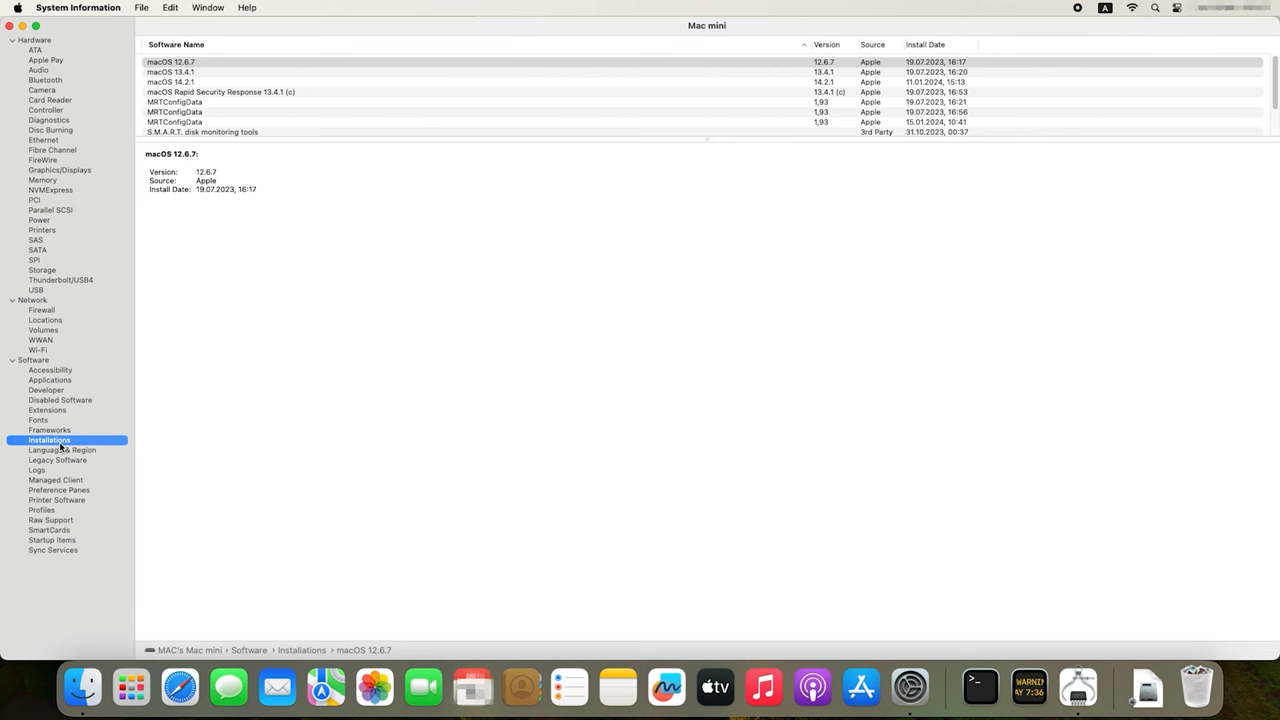 System Information File Edit Window Help A
Mac mini
Hardware
ATA
Apple Pay
Audio
Bluetooth
Camera
Card Reader
Controller
Diagnostics
Disc Burning
Ethernet
Fibre Channel
FireWire
Graphics/Displays
Memory
NVMExpress
PCI
Parallel SCSI
Power
Printers
SAS
SATA
SPI
Storage
Thunderbolt/USB4
USB
Network
Firewall
Locations
Volumes
WWAN
Wi-Fi
Software
Accessibility
Applications
Developer
Disabled Software
Extensions
Fonts
Frameworks
Installations
Language & Region
Legacy Software
Logs
Managed Client
Preference Panes
Printer Software
Profiles
Raw Support
SmartCards
Startup Items
Sync Services
Software Name Version Source Install Date
macOS 12.6.7 12.6.7 Apple 19.07.2023, 16:17
macOS 13.4.1 13.4.1 Apple 19.07.2023, 16:20
macOS 14.2.1 14.2.1 Apple 11.01.2024, 15:13
macOS Rapid Security Response 13.4.1 (c) 13.4.1 (c) Apple 19.07.2023, 16:53
MRTConfigData 1,93 Apple 19.07.2023, 16:21
MRTConfigData 1,93 Apple 19.07.2023, 16:56
MRTConfigData 1,93 Apple 15.01.2024, 10:41
S.M.A.R.T. disk monitoring tools 3rd Party 31.10.2023, 00:37
macOS 12.6.7:
Version: 12.6.7
Source: Apple
Install Date: 19.07.2023, 16:17
MAC's Mac mini › Software › Installations › macOS 12.6.7
tv
WARNIN
AY 7:36